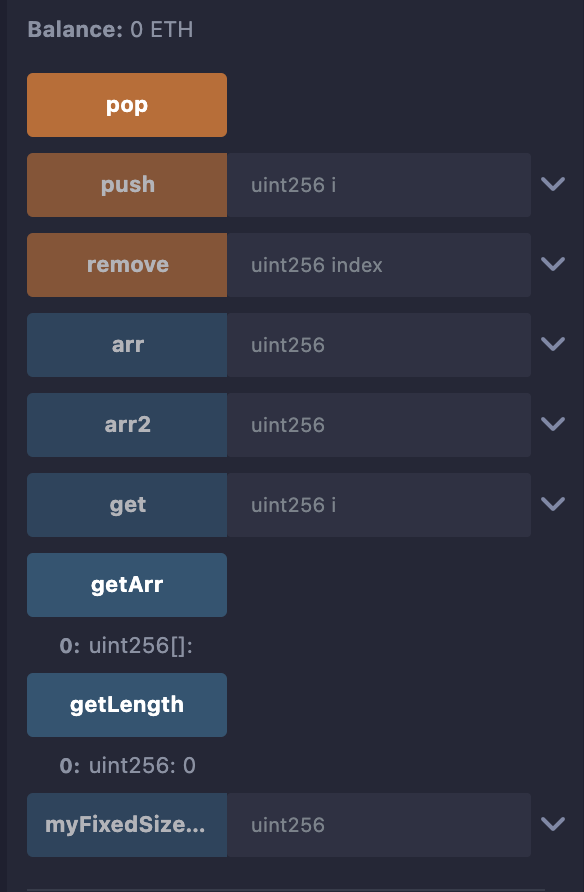 Balance: 0 ETH
pop
push uint256 i
remove uint256 index
arr uint256
arr2 uint256
get uint256 i
getArr
0: uint256[]:
getLength
0: uint256: 0
myFixedSize... uint256